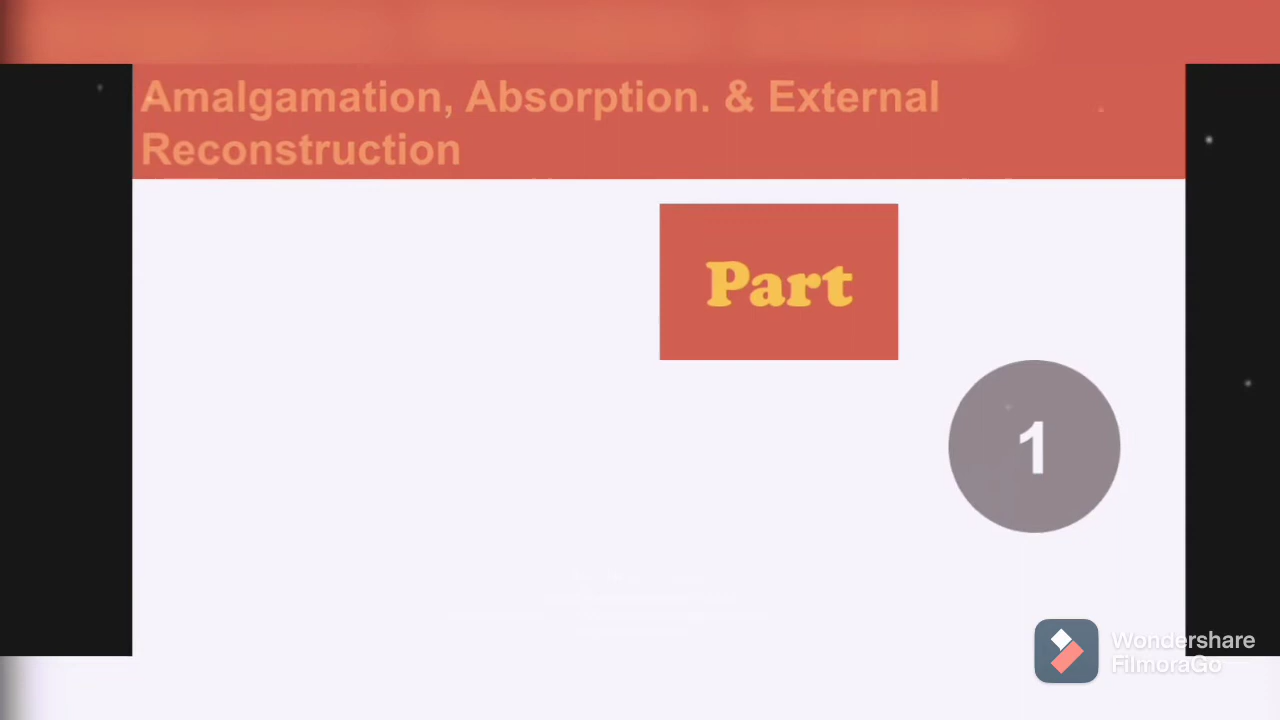 Amalgamation, Absorption. & External
Reconstruction
Part
1
Wondershare
FilmoraGo